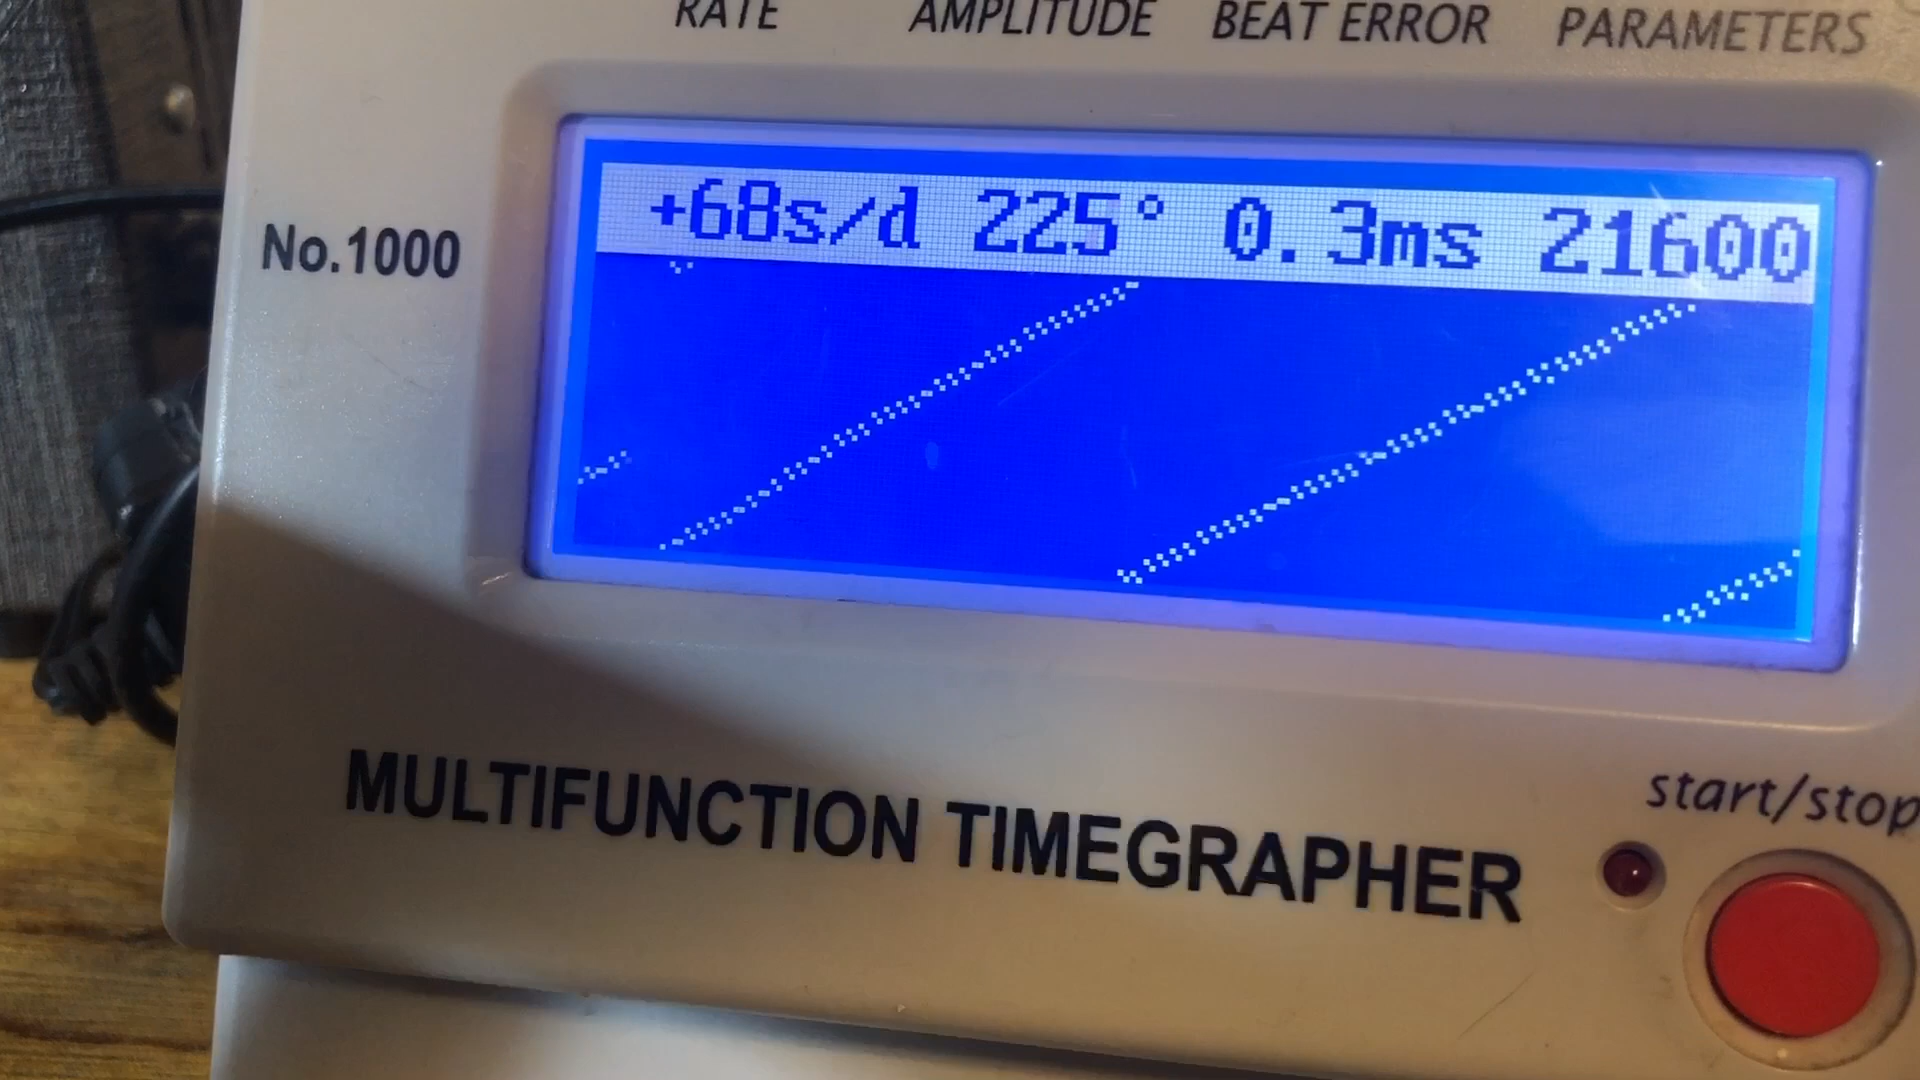 RATE AMPLITUDE BEAT ERROR PARAMETERS
+68s/d 225° 0.3ms 21600
No.1000
MULTIFUNCTION TIMEGRAPHER
start/stop